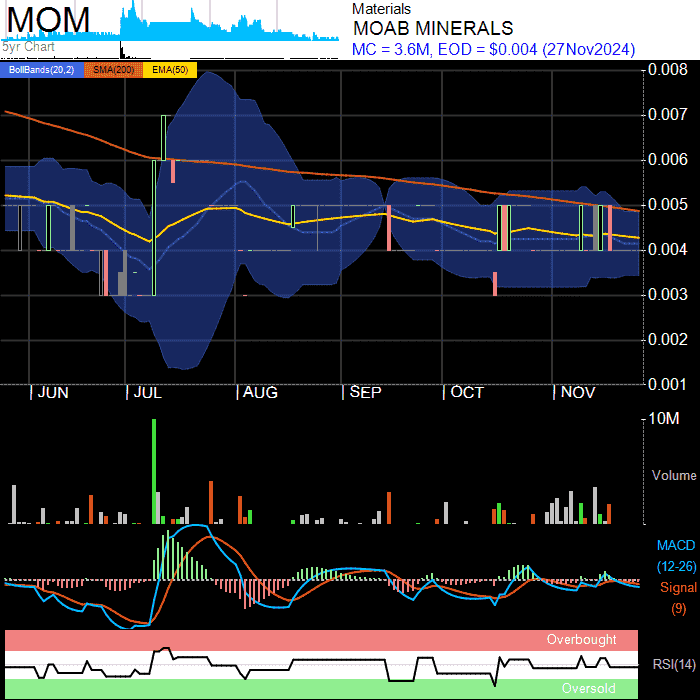 MOM
5yr Chart
Materials
MOAB MINERALS
MC = 3.6M, EOD = $0.004 (27Nov2024)
BollBands(20,2) SMA(200) EMA(50)
0.008
0.007
0.006
0.005
0.004
0.003
0.002
0.001
JUN JUL AUG SEP OCT NOV
10M
Volume
MACD
(12-26)
Signal
(9)
Overbought
RSI(14)
Oversold